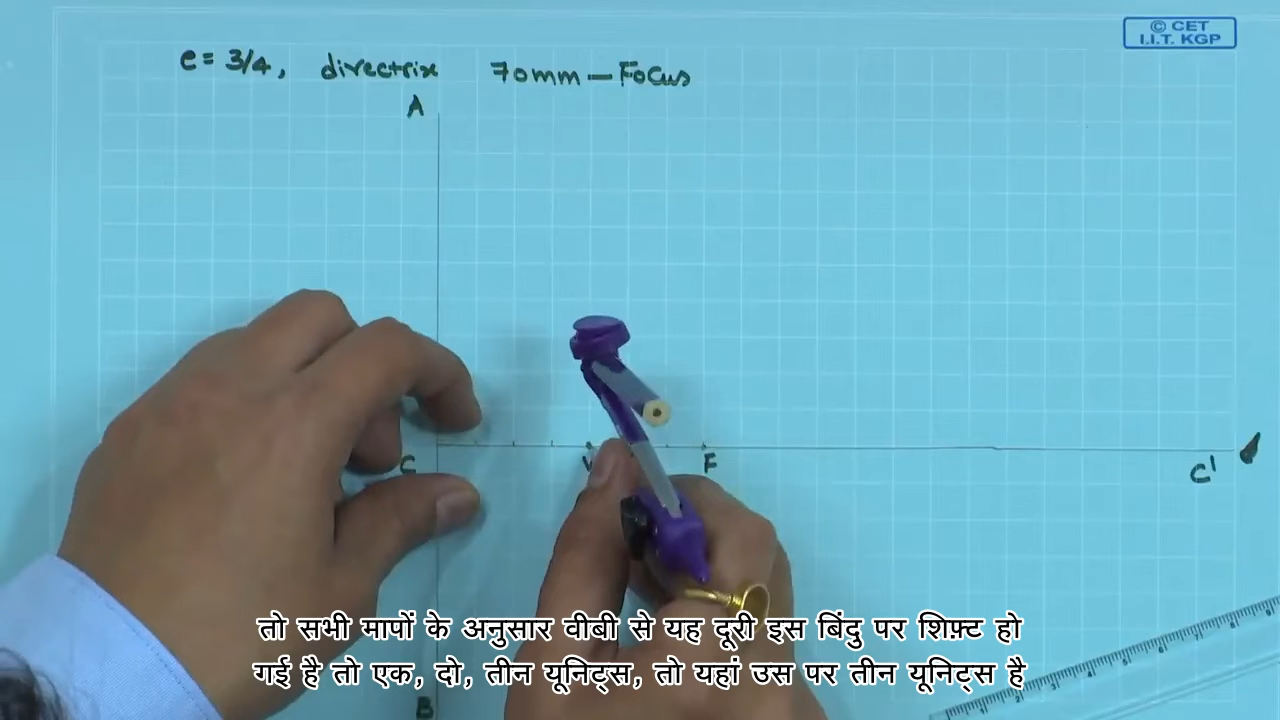 © CET
I.I.T. KGP
e = 3/4, directrix 70mm — Focus
A
C V F C'
B
तो सभी मापों के अनुसार वीबी से यह दूरी इस बिंदु पर शिफ़्ट हो
गई है तो एक, दो, तीन यूनिट्स, तो यहां उस पर तीन यूनिट्स है